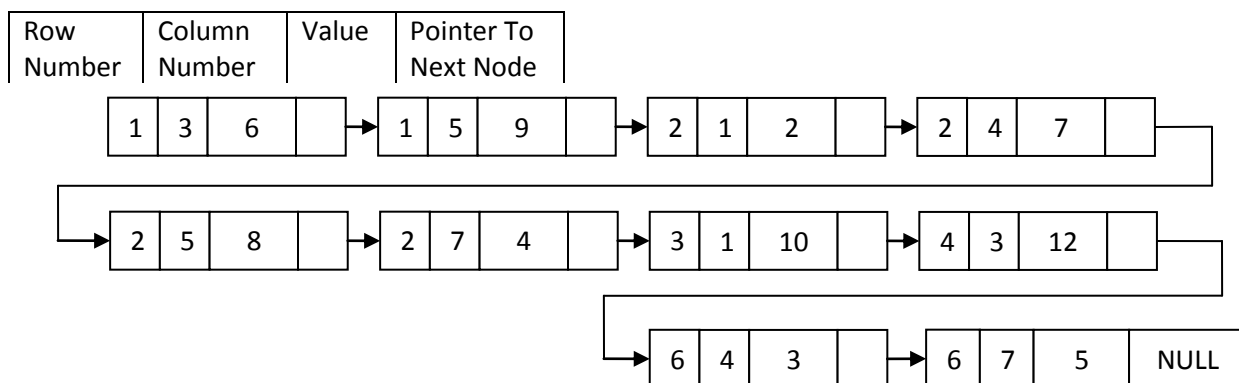 Row Column Value Pointer To
Number Number Next Node
1 3 6 1 5 9 2 1 2 2 4 7
2 5 8 2 7 4 3 1 10 4 3 12
6 4 3 6 7 5 NULL